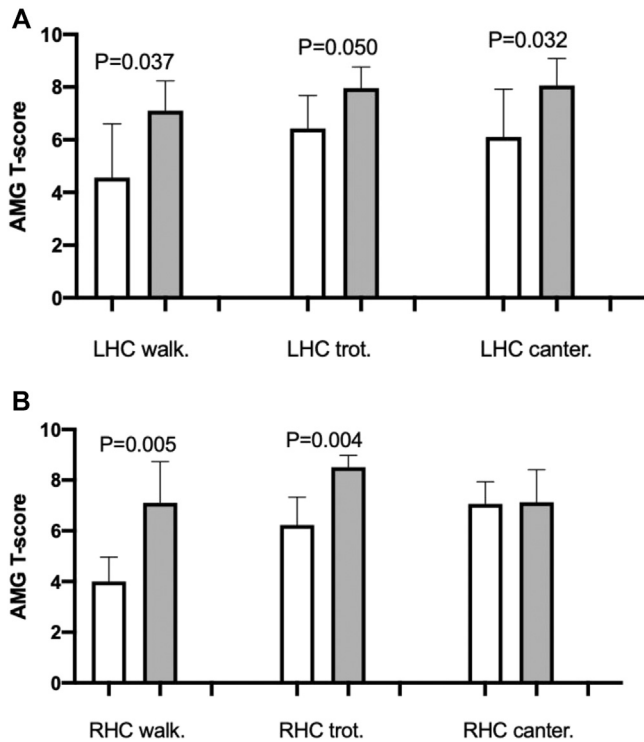 A
P=0.037 P=0.050 P=0.032
AMG T-score
10
8
6
4
2
0
LHC walk. LHC trot. LHC canter.
B
P=0.005 P=0.004
AMG T-score
10
8
6
4
2
0
RHC walk. RHC trot. RHC canter.